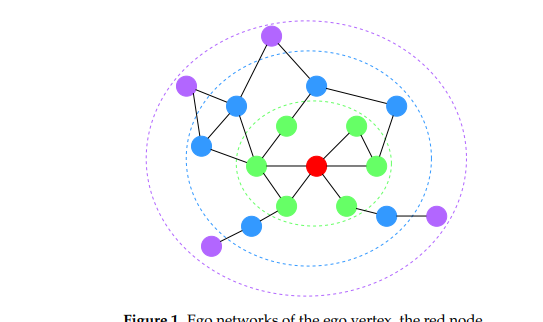 Figure 1. Ego networks of the ego vertex, the red node